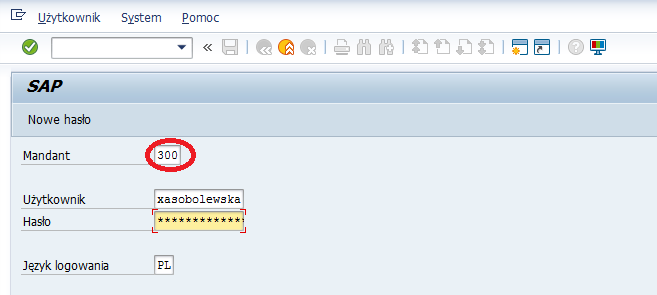 Użytkownik System Pomoc
SAP
Nowe hasło
Mandant 300
Użytkownik xasobolewska
Hasło *************
Język logowania PL